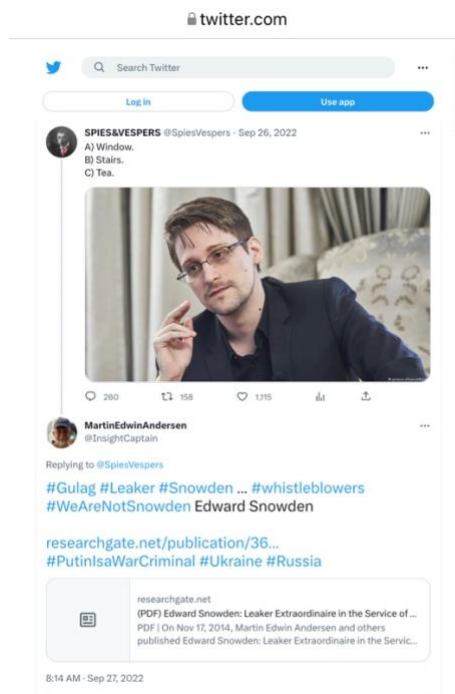 twitter.com
Search Twitter
Log in
Use app
SPIES&VESPERS @SpiesVespers · Sep 26, 2022
A) Window.
B) Stairs.
C) Tea.
260 158 1,115
MartinEdwinAndersen
@InsightCaptain
Replying to @SpiesVespers
#Gulag #Leaker #Snowden ... #whistleblowers
#WeAreNotSnowden Edward Snowden
researchgate.net/publication/36...
#PutinIsaWarCriminal #Ukraine #Russia
researchgate.net
(PDF) Edward Snowden: Leaker Extraordinaire in the Service of ...
PDF | On Nov 17, 2014, Martin Edwin Andersen and others
published Edward Snowden: Leaker Extraordinaire in the Servic...
8:14 AM · Sep 27, 2022